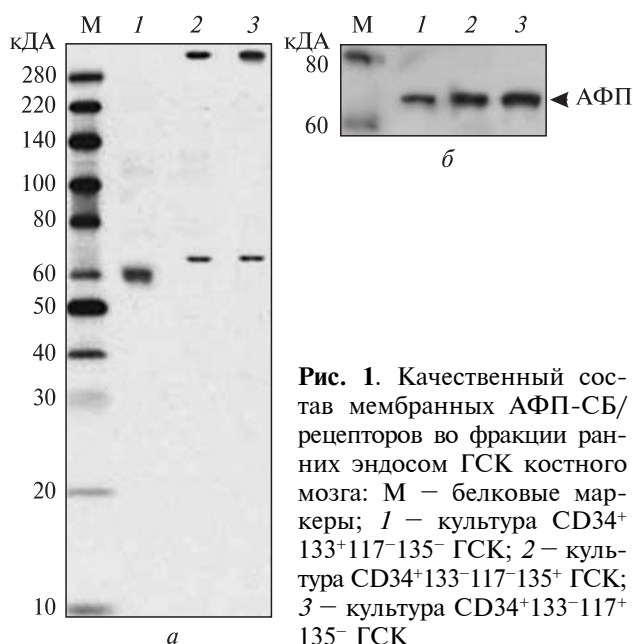 М 1 2 3
кДА
280
220
140
100
80
60
50
40
30
20
10
а
М 1 2 3
кДА
80
60
АФП
б
Рис. 1. Качественный сос-
тав мембранных АФП-СБ/
рецепторов во фракции ран-
них эндосом ГСК костного
мозга: М – белковые мар-
керы; 1 – культура CD34⁺
133⁺117⁻135⁻ ГСК; 2 – куль-
тура CD34⁺133⁻117⁻135⁺ ГСК;
3 – культура CD34⁺133⁻117⁺
135⁻ ГСК